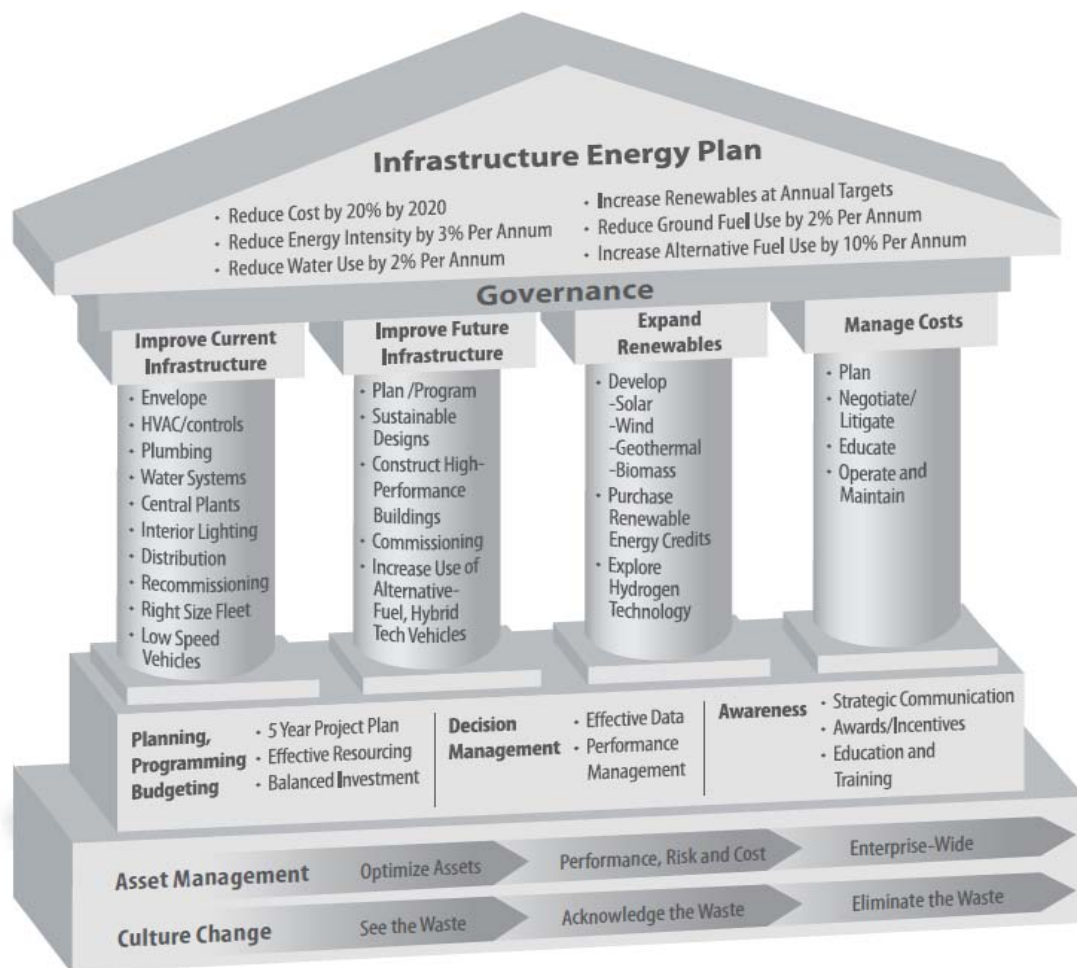 Infrastructure Energy Plan
• Reduce Cost by 20% by 2020
• Reduce Energy Intensity by 3% Per Annum
• Reduce Water Use by 2% Per Annum
• Increase Renewables at Annual Targets
• Reduce Ground Fuel Use by 2% Per Annum
• Increase Alternative Fuel Use by 10% Per Annum
Governance
Improve Current
Infrastructure
• Envelope
• HVAC/controls
• Plumbing
• Water Systems
• Central Plants
• Interior Lighting
• Distribution
• Recommissioning
• Right Size Fleet
• Low Speed
Vehicles
Improve Future
Infrastructure
• Plan /Program
• Sustainable
Designs
• Construct High-
Performance
Buildings
• Commissioning
• Increase Use of
Alternative-
Fuel, Hybrid
Tech Vehicles
Expand
Renewables
• Develop
-Solar
-Wind
-Geothermal
-Biomass
• Purchase
Renewable
Energy Credits
• Explore
Hydrogen
Technology
Manage Costs
• Plan
• Negotiate/
Litigate
• Educate
• Operate and
Maintain
Planning,
Programming
Budgeting
• 5 Year Project Plan
• Effective Resourcing
• Balanced Investment
Decision
Management
• Effective Data
• Performance
Management
Awareness
• Strategic Communication
• Awards/Incentives
• Education and
Training
Asset Management
Optimize Assets
Performance, Risk and Cost
Enterprise-Wide
Culture Change
See the Waste
Acknowledge the Waste
Eliminate the Waste